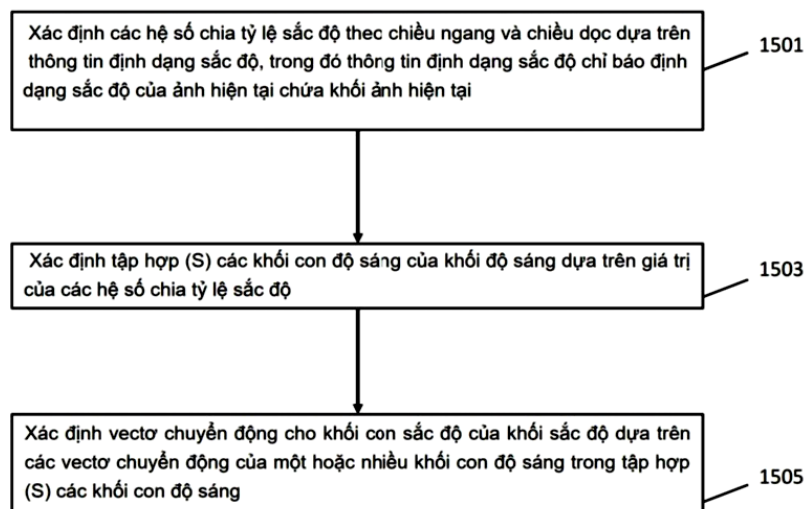 Xác định các hệ số chia tỷ lệ sắc độ theo chiều ngang và chiều dọc dựa trên
thông tin định dạng sắc độ, trong đó thông tin định dạng sắc độ chỉ báo định
dạng sắc độ của ảnh hiện tại chứa khối ảnh hiện tại
1501
Xác định tập hợp (S) các khối con độ sáng của khối độ sáng dựa trên giá trị
của các hệ số chia tỷ lệ sắc độ
1503
Xác định vectơ chuyển động cho khối con sắc độ của khối sắc độ dựa trên
các vectơ chuyển động của một hoặc nhiều khối con độ sáng trong tập hợp
(S) các khối con độ sáng
1505